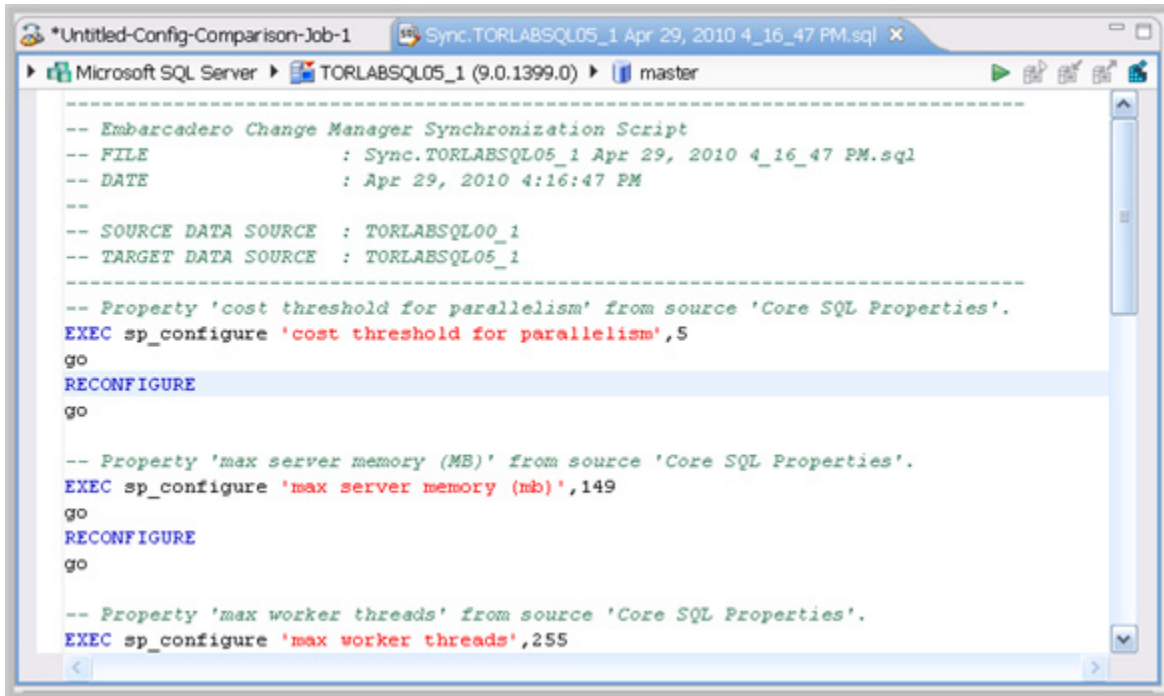 *Untitled-Config-Comparison-Job-1 Sync.TORLABSQL05_1 Apr 29, 2010 4_16_47 PM.sql
Microsoft SQL Server TORLABSQL05_1 (9.0.1399.0) master
--------------------------------------------------------------------------------
-- Embarcadero Change Manager Synchronization Script
-- FILE : Sync.TORLABSQL05_1 Apr 29, 2010 4_16_47 PM.sql
-- DATE : Apr 29, 2010 4:16:47 PM
--
-- SOURCE DATA SOURCE : TORLABSQL00_1
-- TARGET DATA SOURCE : TORLABSQL05_1
--------------------------------------------------------------------------------
-- Property 'cost threshold for parallelism' from source 'Core SQL Properties'.
EXEC sp_configure 'cost threshold for parallelism',5
go
RECONFIGURE
go
-- Property 'max server memory (MB)' from source 'Core SQL Properties'.
EXEC sp_configure 'max server memory (mb)',149
go
RECONFIGURE
go
-- Property 'max worker threads' from source 'Core SQL Properties'.
EXEC sp_configure 'max worker threads',255